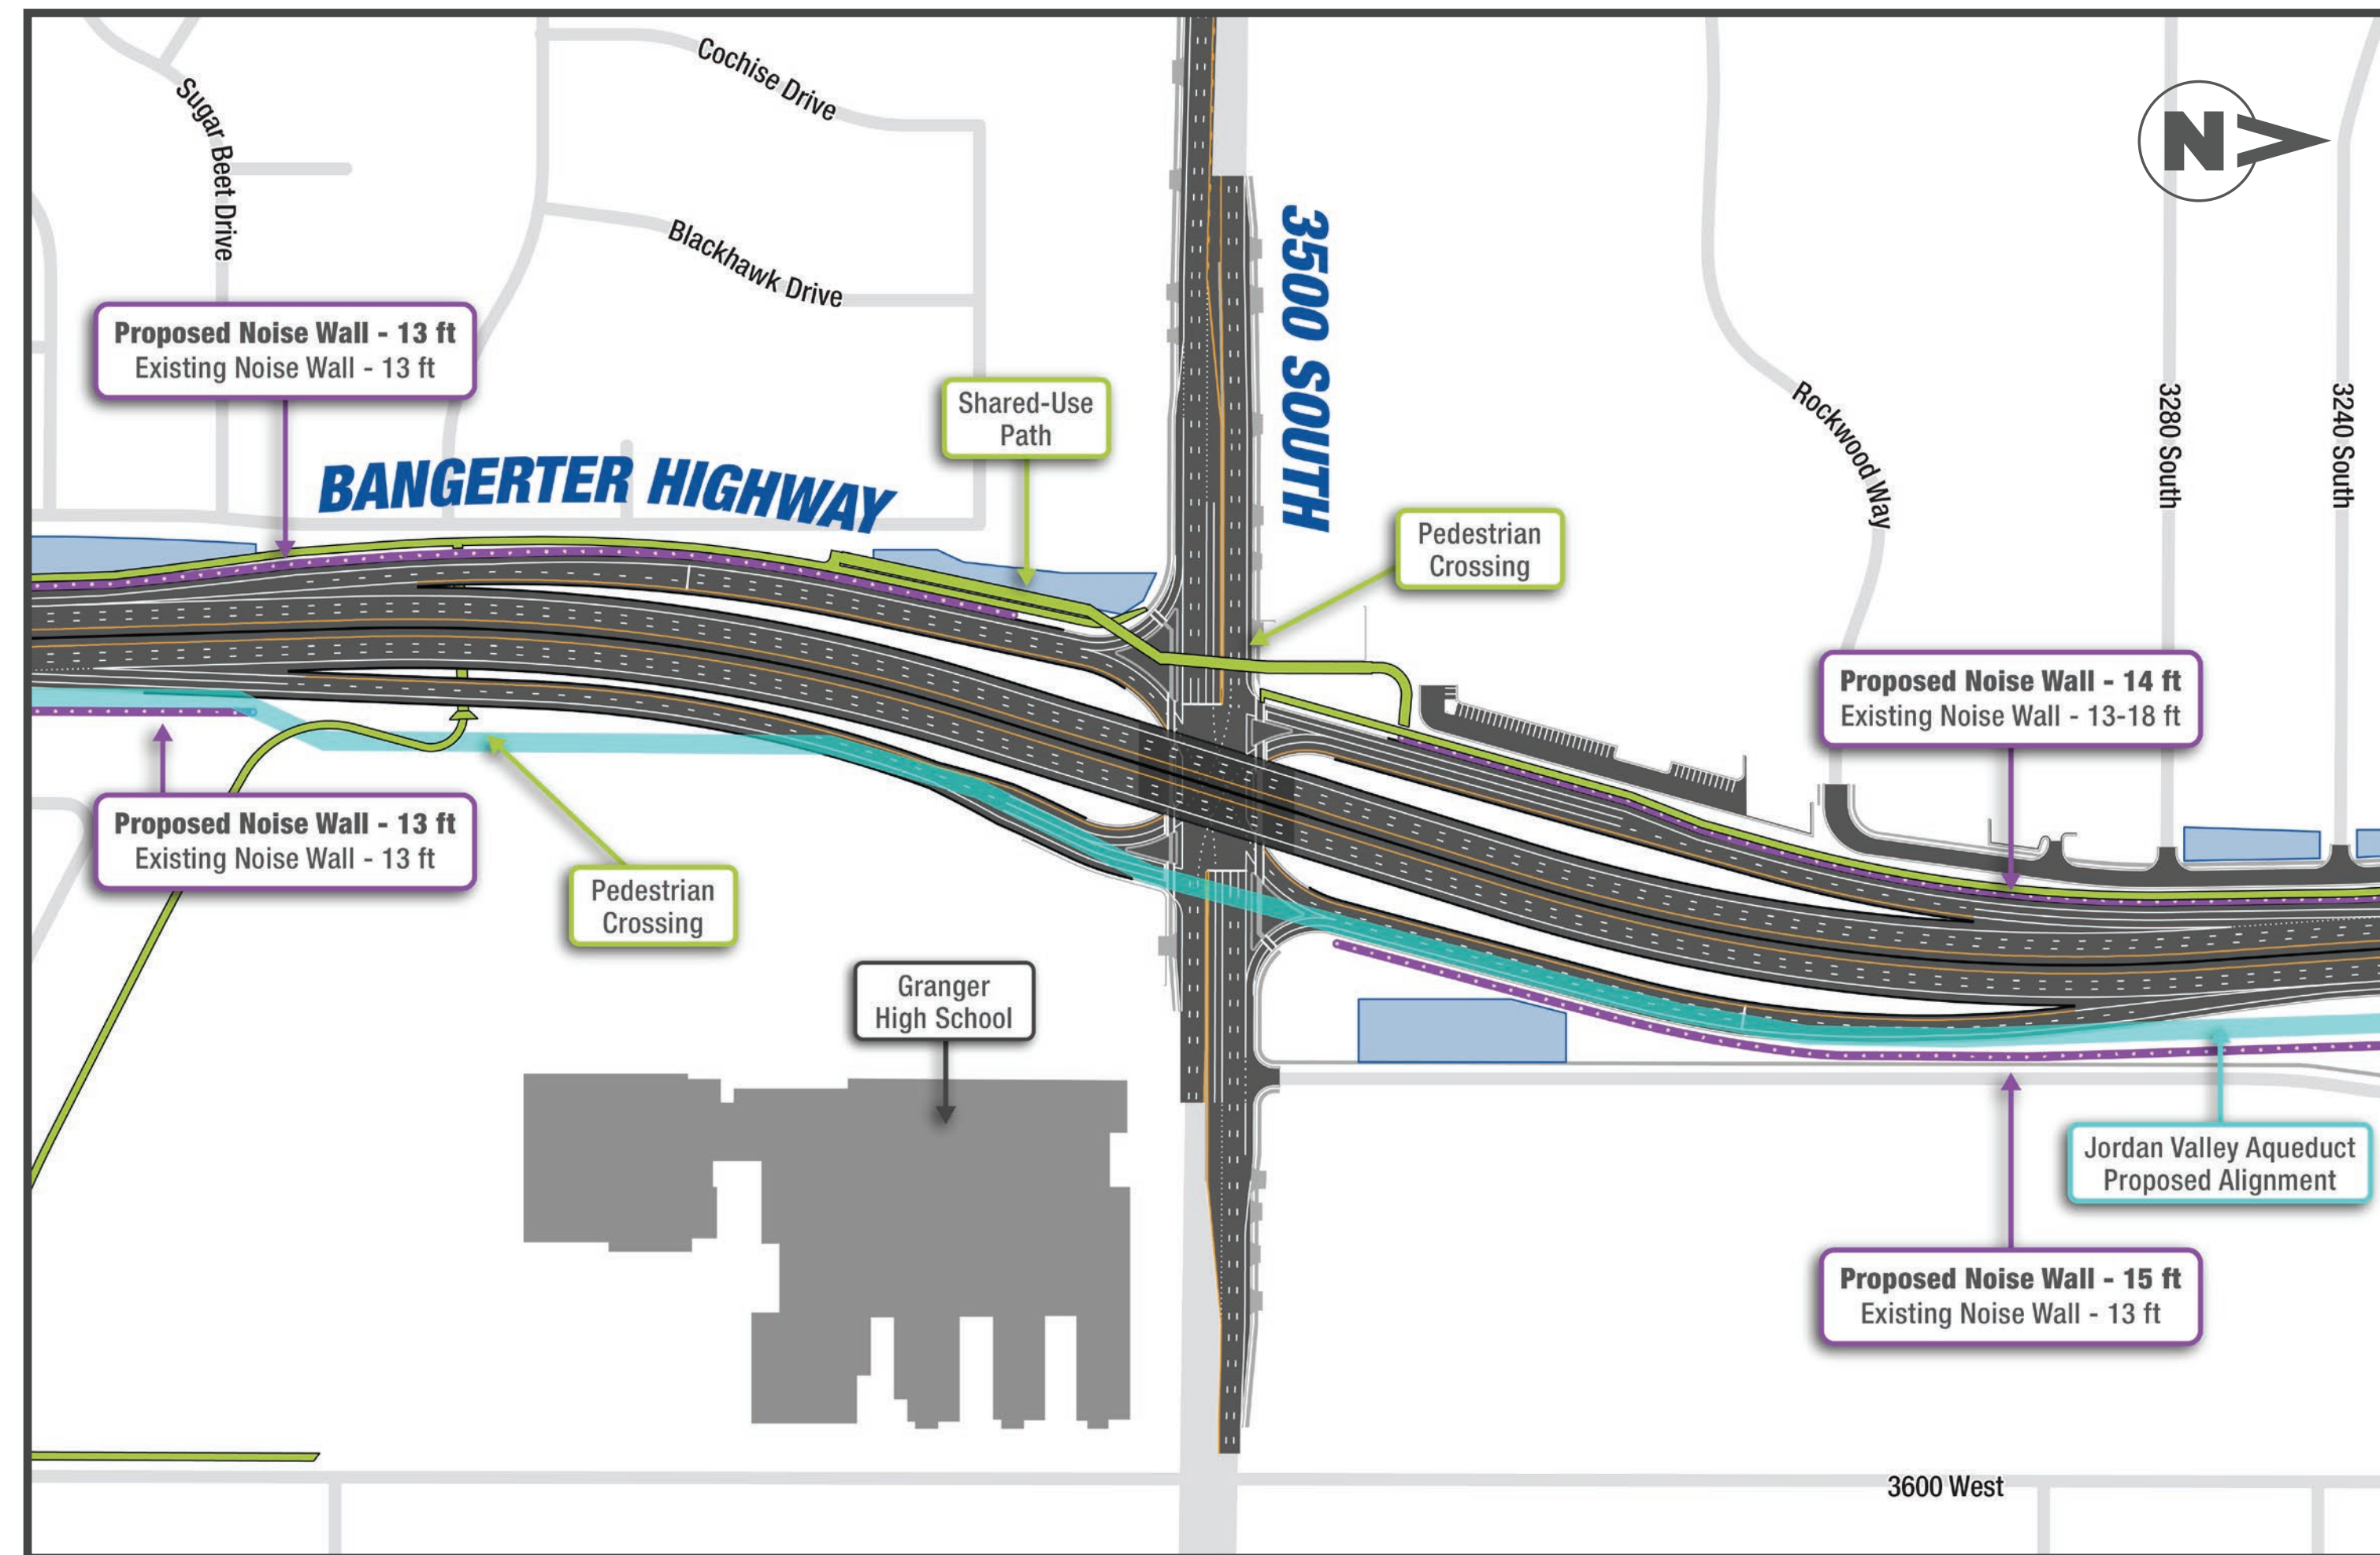 Cochise Drive
Sugar Beet Drive
N
Blackhawk Drive
3500 SOUTH
Proposed Noise Wall - 13 ft
Existing Noise Wall - 13 ft
Shared-Use
Path
Rockwood Way
3280 South
3240 South
BANGERTER HIGHWAY
Pedestrian
Crossing
Proposed Noise Wall - 14 ft
Existing Noise Wall - 13-18 ft
Proposed Noise Wall - 13 ft
Existing Noise Wall - 13 ft
Pedestrian
Crossing
Granger
High School
Jordan Valley Aqueduct
Proposed Alignment
Proposed Noise Wall - 15 ft
Existing Noise Wall - 13 ft
3600 West